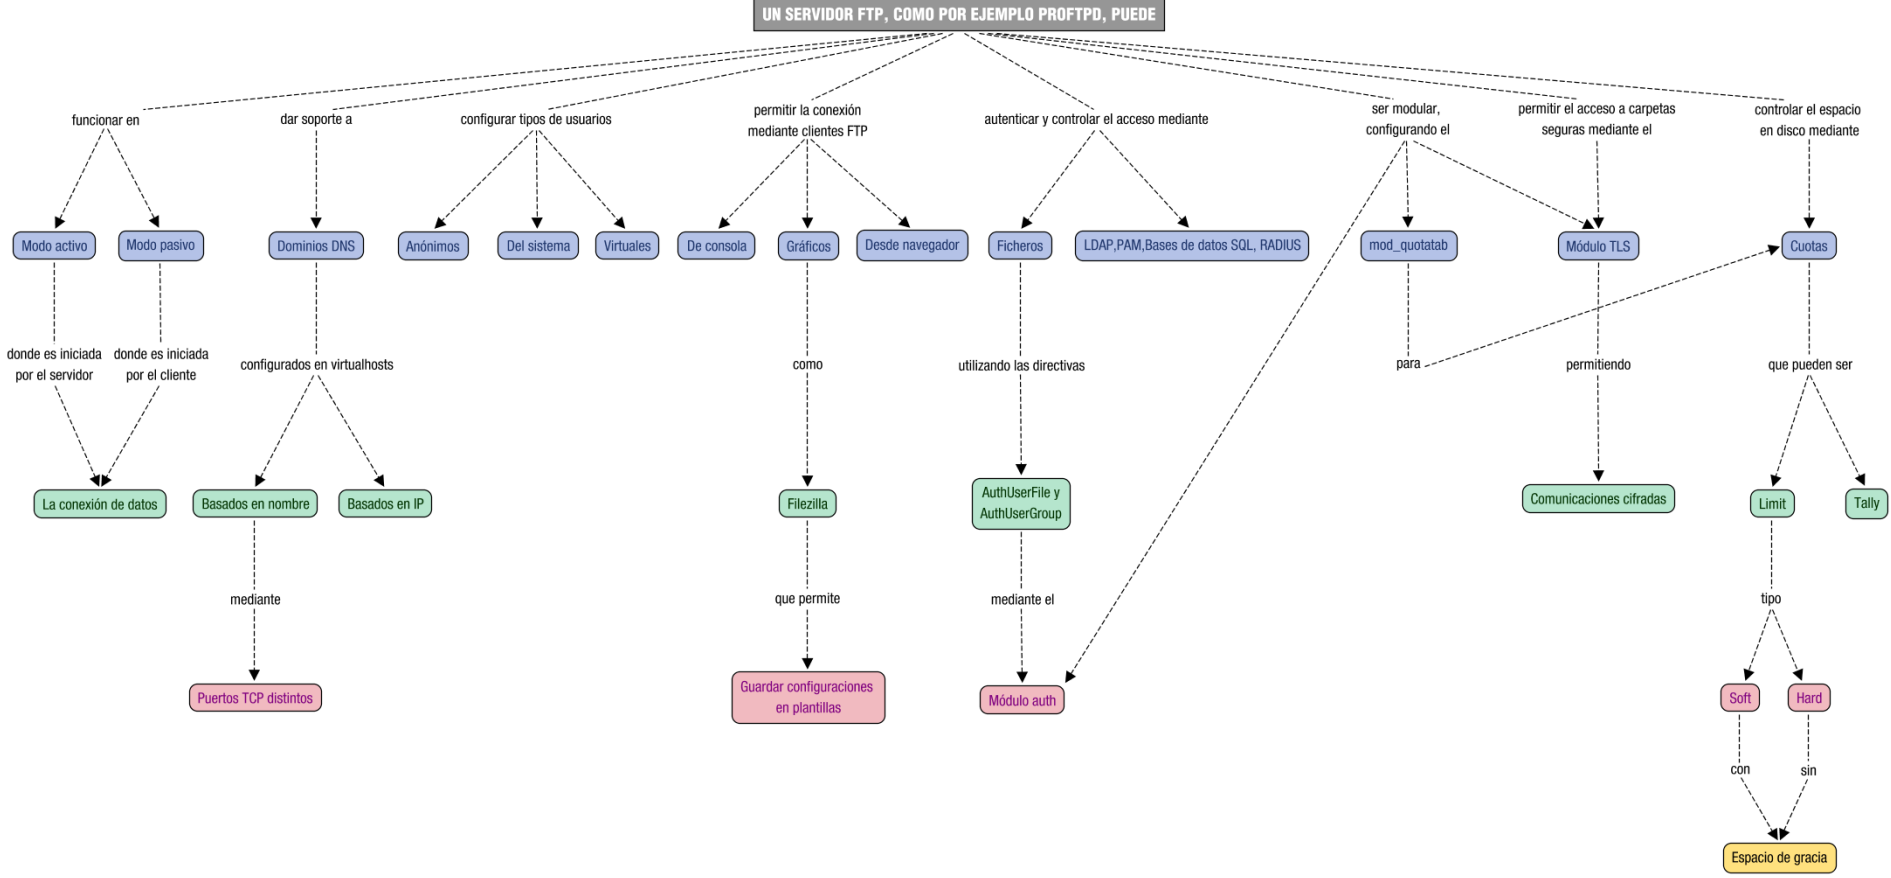 UN SERVIDOR FTP, COMO POR EJEMPLO PROFTPD, PUEDE
funcionar en
dar soporte a
configurar tipos de usuarios
permitir la conexión
mediante clientes FTP
autenticar y controlar el acceso mediante
ser modular,
configurando el
permitir el acceso a carpetas
seguras mediante el
controlar el espacio
en disco mediante
Modo activo
Modo pasivo
Dominios DNS
Anónimos
Del sistema
Virtuales
De consola
Gráficos
Desde navegador
Ficheros
LDAP,PAM,Bases de datos SQL, RADIUS
mod_quotatab
Módulo TLS
Cuotas
donde es iniciada
por el servidor
donde es iniciada
por el cliente
configurados en virtualhosts
como
utilizando las directivas
para
permitiendo
que pueden ser
La conexión de datos
Basados en nombre
Basados en IP
Filezilla
AuthUserFile y
AuthUserGroup
Comunicaciones cifradas
Limit
Tally
mediante
que permite
mediante el
tipo
Puertos TCP distintos
Guardar configuraciones
en plantillas
Módulo auth
Soft
Hard
con
sin
Espacio de gracia